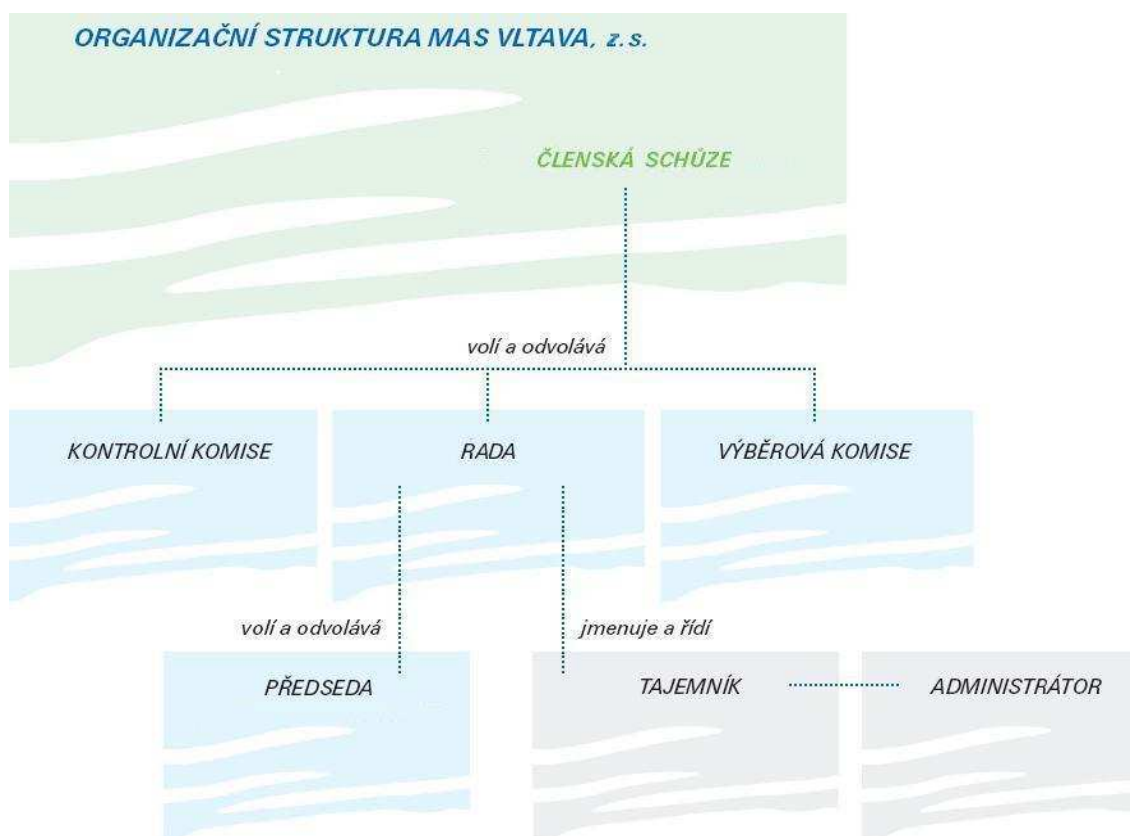 ORGANIZAČNÍ STRUKTURA MAS VLTAVA, z. s.
ČLENSKÁ SCHŮZE
volí a odvolává
KONTROLNÍ KOMISE
RADA
VÝBĚROVÁ KOMISE
volí a odvolává
jmenuje a řídí
PŘEDSEDA
TAJEMNÍK
ADMINISTRÁTOR